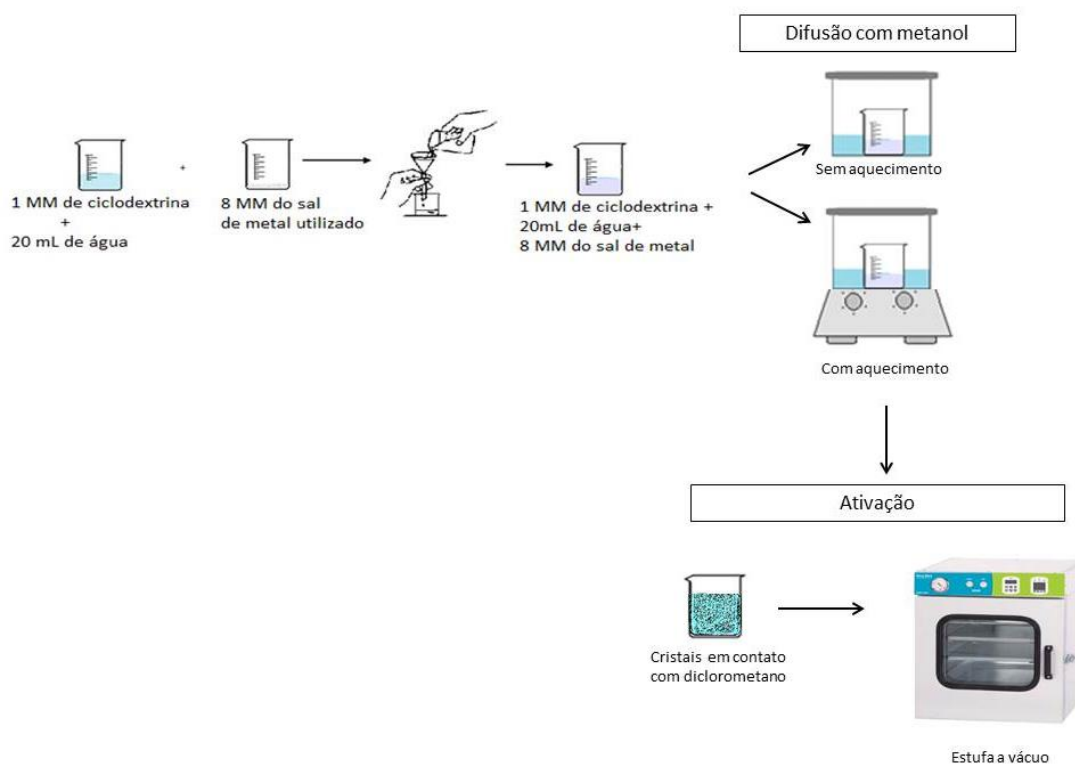 Difusão com metanol
+
1 MM de ciclodextrina
+
20 mL de água
8 MM do sal
de metal utilizado
1 MM de ciclodextrina +
20mL de água+
8 MM do sal de metal
Sem aquecimento
Com aquecimento
Ativação
Cristais em contato
com diclorometano
Estufa a vácuo